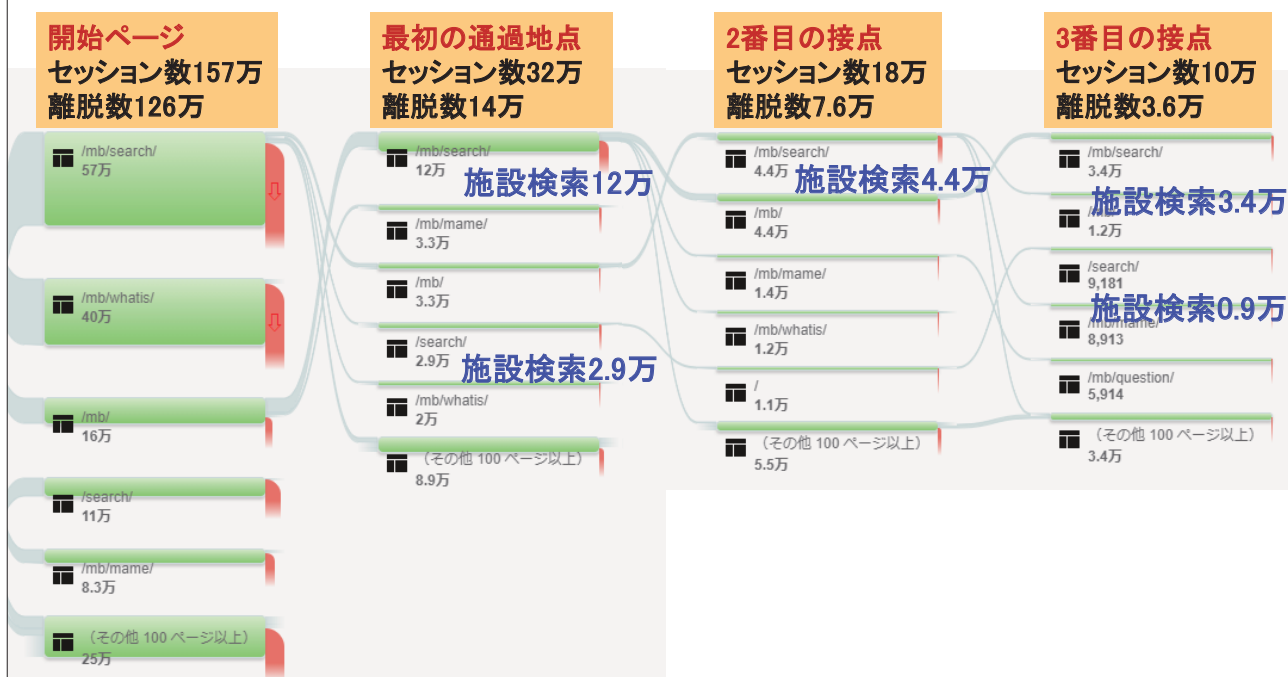 開始ページ
セッション数157万
離脱数126万
/mb/search/
57万
/mb/whatis/
40万
/mb/
16万
/search/
11万
/mb/mame/
8.3万
（その他 100 ページ以上）
25万
最初の通過地点
セッション数32万
離脱数14万
/mb/search/
12万
施設検索12万
/mb/mame/
3.3万
/mb/
3.3万
/search/
2.9万
施設検索2.9万
/mb/whatis/
2万
（その他 100 ページ以上）
8.9万
2番目の接点
セッション数18万
離脱数7.6万
/mb/search/
4.4万
施設検索4.4万
/mb/
4.4万
/mb/mame/
1.4万
/mb/whatis/
1.2万
/
1.1万
（その他 100 ページ以上）
5.5万
3番目の接点
セッション数10万
離脱数3.6万
/mb/search/
3.4万
施設検索3.4万
1.2万
/search/
9,181
施設検索0.9万
/mb/mame/
8,913
/mb/question/
5,914
（その他 100 ページ以上）
3.4万